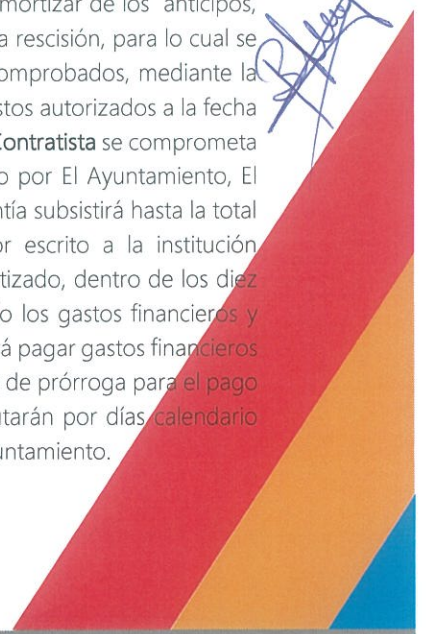 mortizar de los anticipos,
a rescisión, para lo cual se
omprobados, mediante la
stos autorizados a la fecha
Contratista se comprometa
o por El Ayuntamiento, El
ntía subsistirá hasta la total
or escrito a la institución
tizado, dentro de los diez
o los gastos financieros y
á pagar gastos financieros
de prórroga para el pago
utarán por días calendario
untamiento.